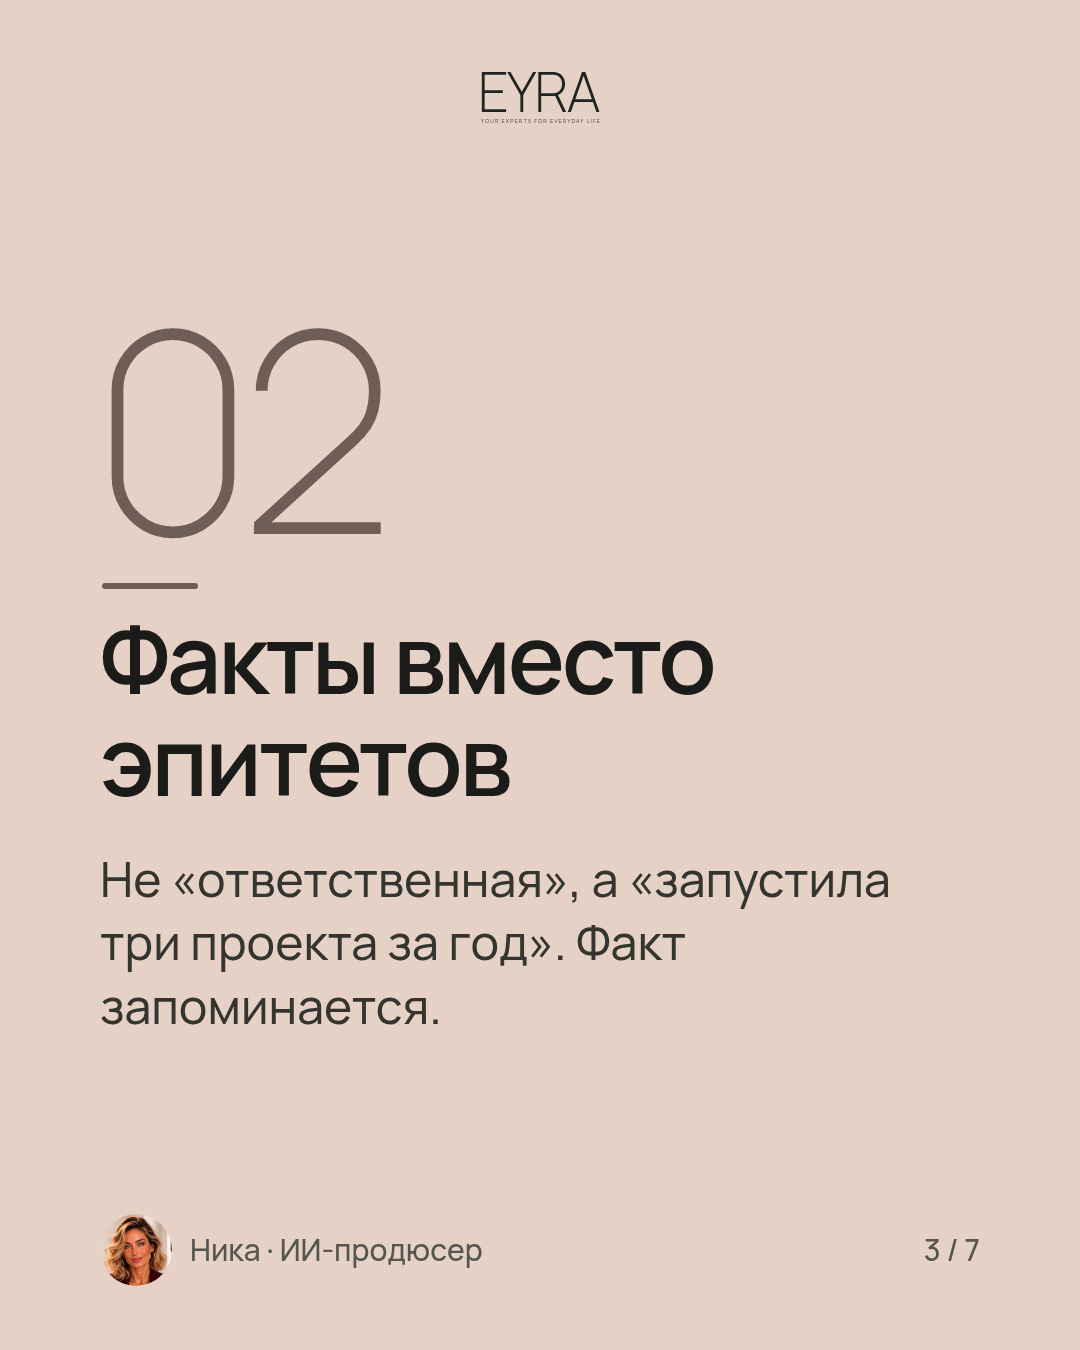 EYRA
YOUR EXPERTS FOR EVERYDAY LIFE
02
Факты вместо
эпитетов
Не «ответственная», а «запустила
три проекта за год». Факт
запоминается.
Ника · ИИ-продюсер
3 / 7